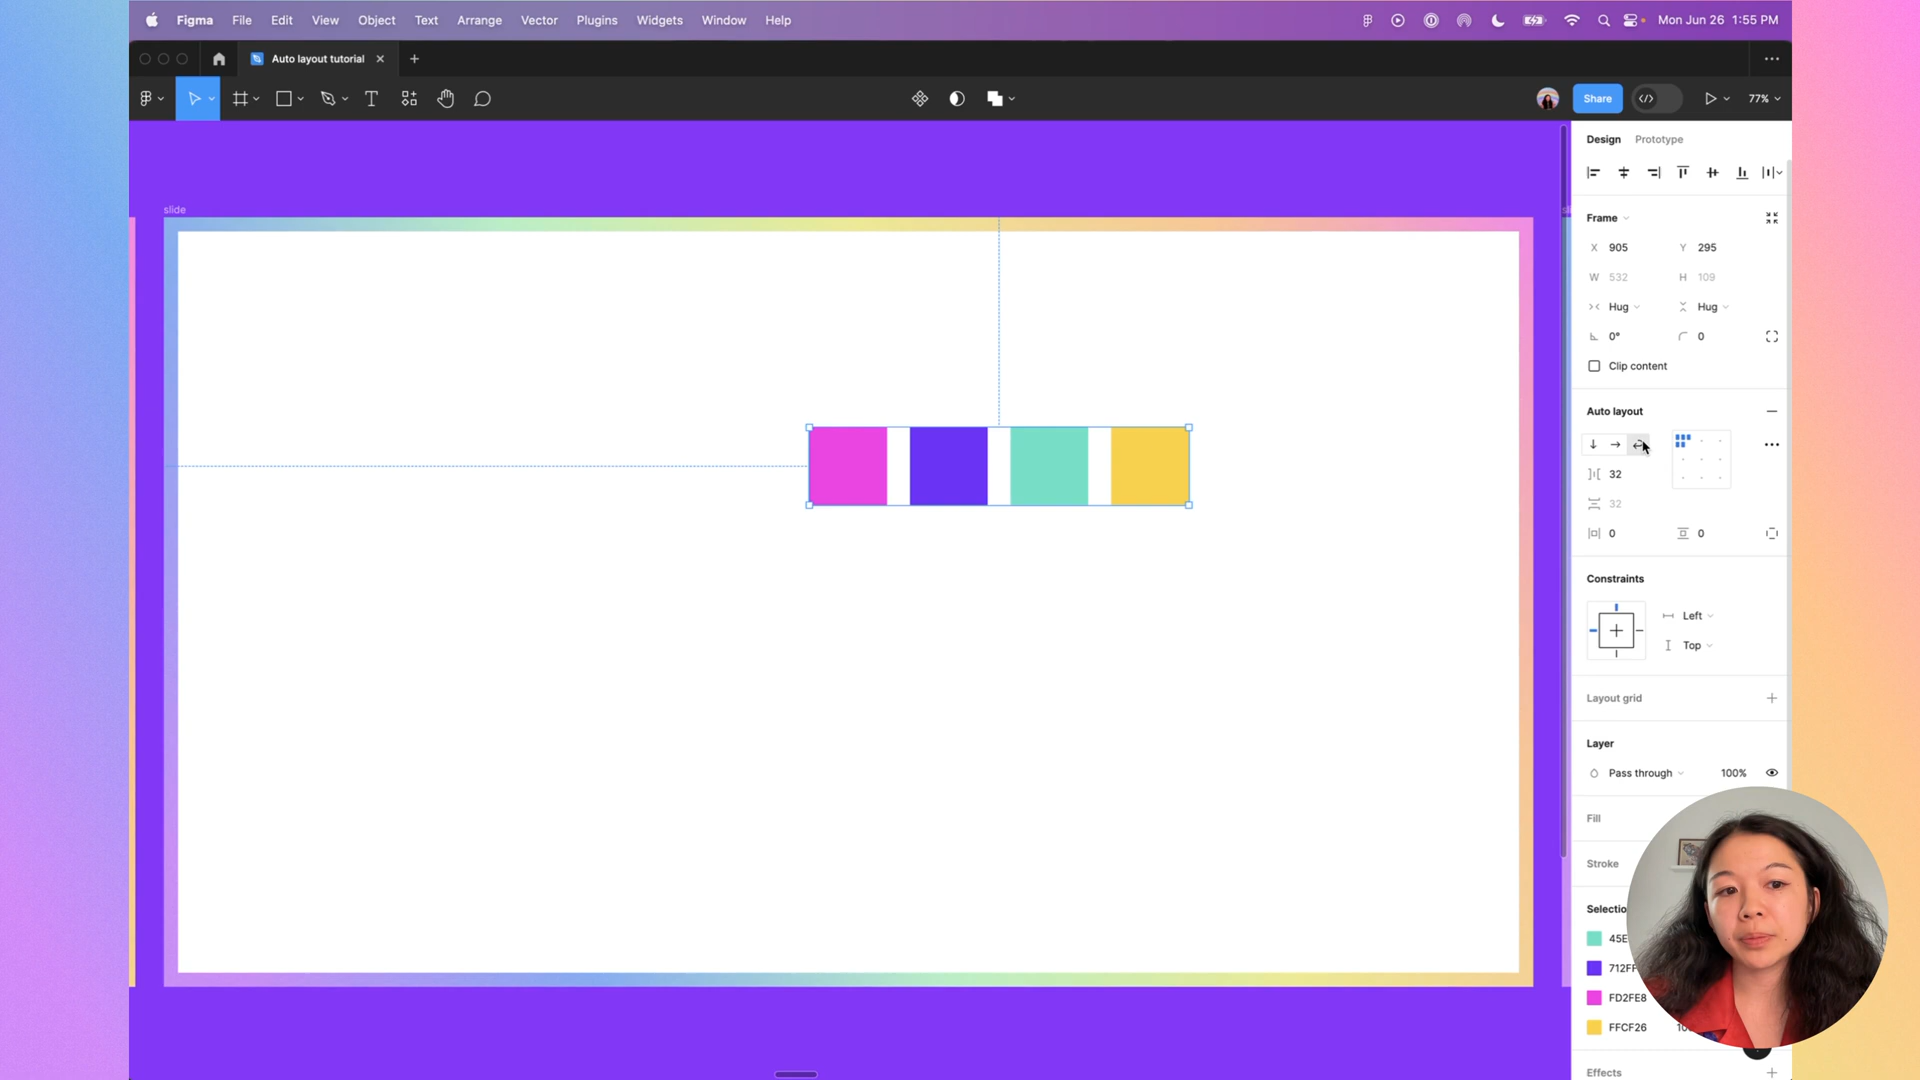 Figma File Edit View Object Text Arrange Vector Plugins Widgets Window Help Mon Jun 26 1:55 PM
Auto layout tutorial
Share 77%
Design Prototype
slide
Frame
X 905 Y 295
W 532 H 109
Hug Hug
0° 0
Clip content
Auto layout
32
32
0 0
Constraints
Left
Top
Layout grid
Layer
Pass through 100%
Fill
Stroke
FD2FE8
FFCF26
Effects